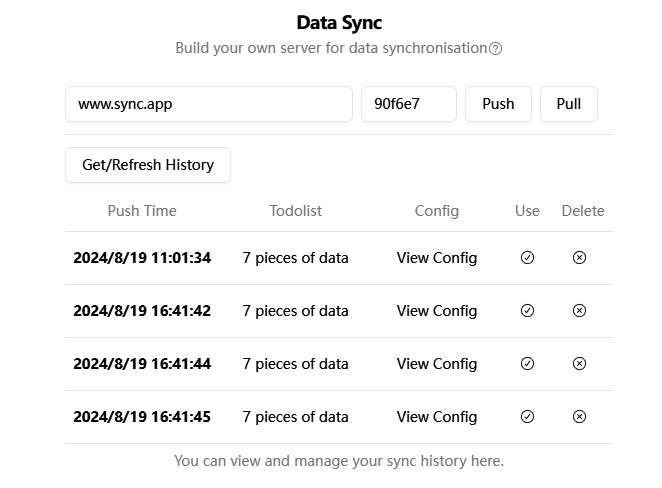 Data Sync
Build your own server for data synchronisation
www.sync.app 90f6e7 Push Pull
Get/Refresh History
Push Time Todolist Config Use Delete
2024/8/19 11:01:34 7 pieces of data View Config
2024/8/19 16:41:42 7 pieces of data View Config
2024/8/19 16:41:44 7 pieces of data View Config
2024/8/19 16:41:45 7 pieces of data View Config
You can view and manage your sync history here.